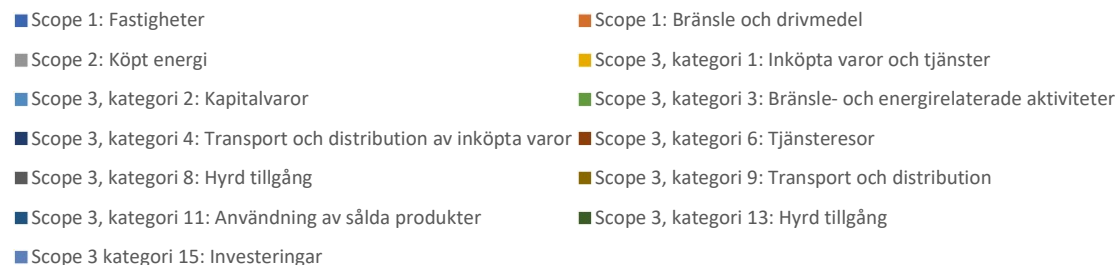 Scope 1: Fastigheter
Scope 1: Bränsle och drivmedel
Scope 2: Köpt energi
Scope 3, kategori 1: Inköpta varor och tjänster
Scope 3, kategori 2: Kapitalvaror
Scope 3, kategori 3: Bränsle- och energirelaterade aktiviteter
Scope 3, kategori 4: Transport och distribution av inköpta varor
Scope 3, kategori 6: Tjänsteresor
Scope 3, kategori 8: Hyrd tillgång
Scope 3, kategori 9: Transport och distribution
Scope 3, kategori 11: Användning av sålda produkter
Scope 3, kategori 13: Hyrd tillgång
Scope 3 kategori 15: Investeringar